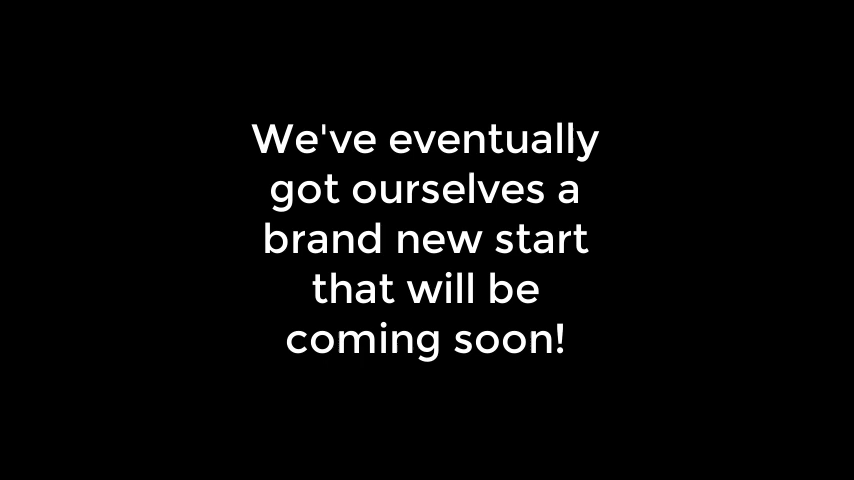 We've eventually
got ourselves a
brand new start
that will be
coming soon!